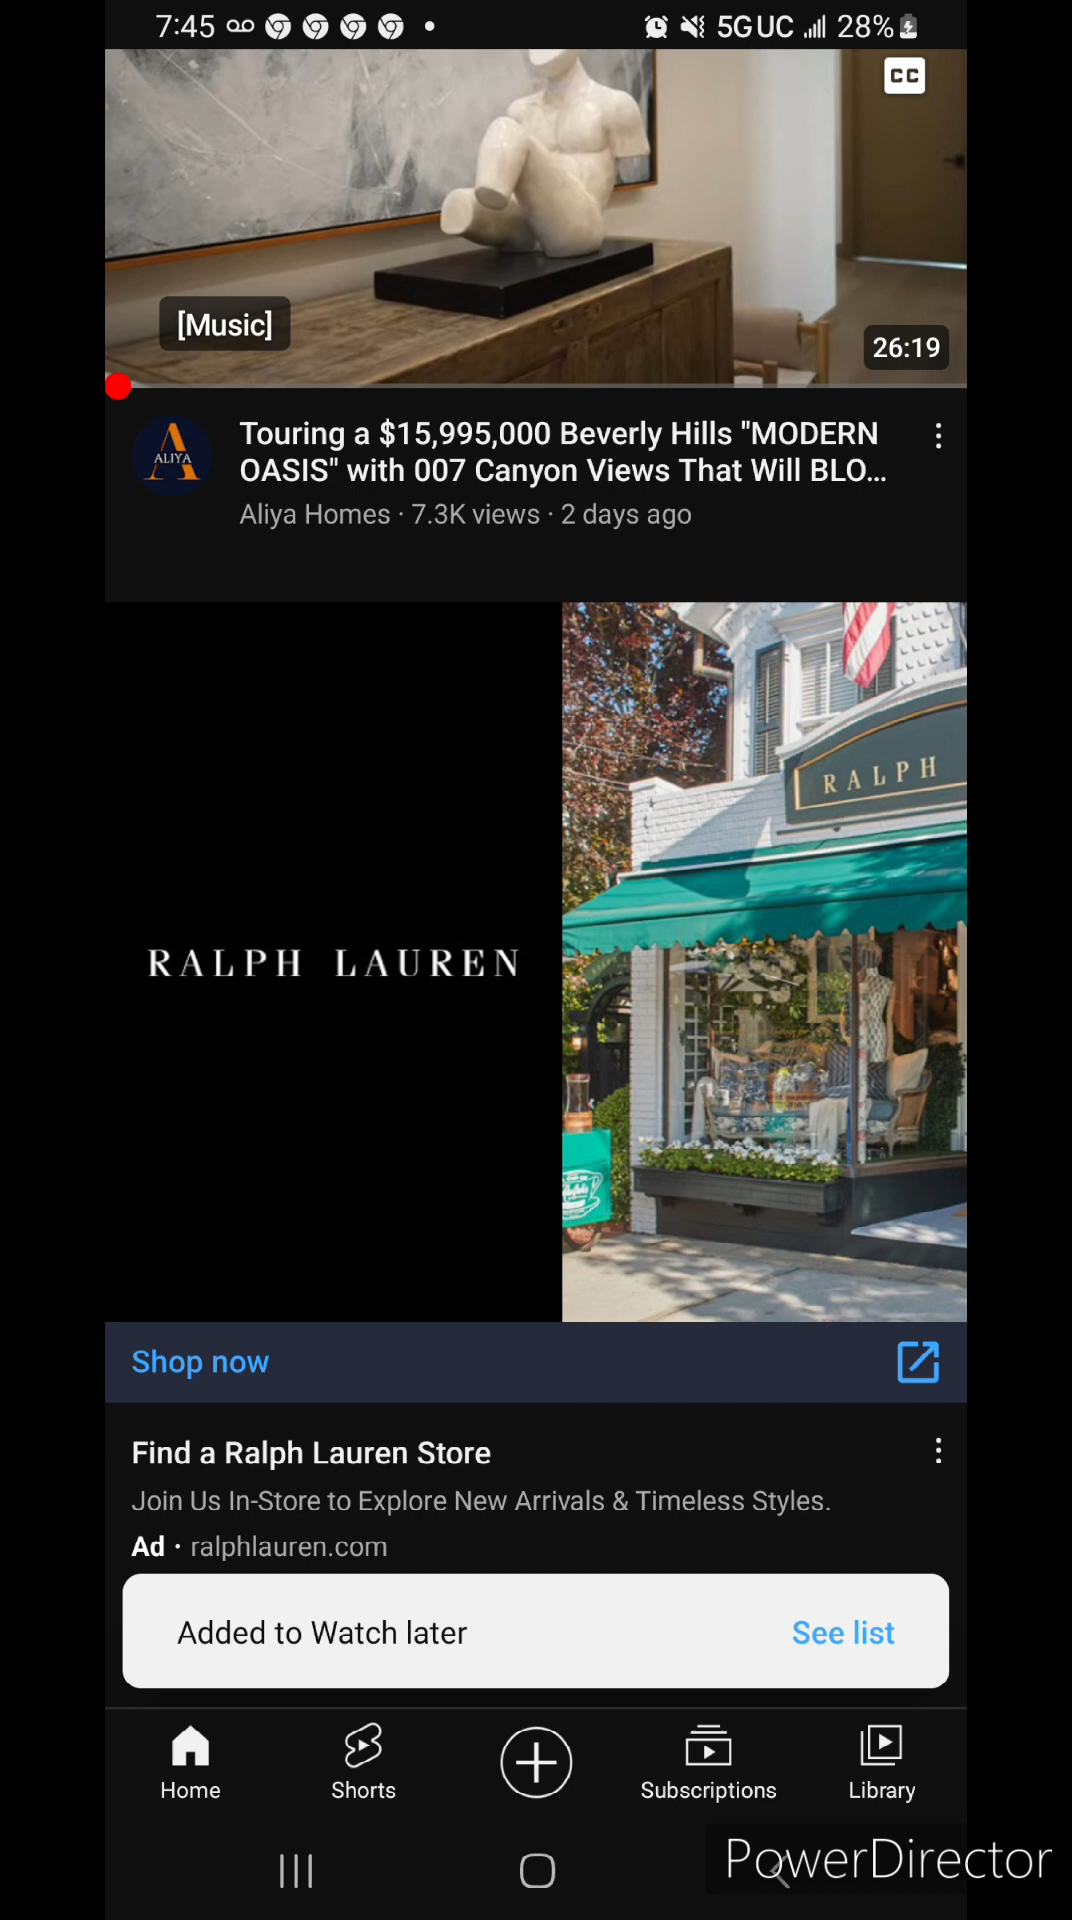 7:45 5G UC 28%
CC
[Music]
26:19
ALIYA
Touring a $15,995,000 Beverly Hills "MODERN
OASIS" with 007 Canyon Views That Will BLO...
Aliya Homes · 7.3K views · 2 days ago
RALPH
RALPH LAUREN
Ralph's
Shop now
Find a Ralph Lauren Store
Join Us In-Store to Explore New Arrivals & Timeless Styles.
Ad · ralphlauren.com
Added to Watch later See list
Home Shorts Subscriptions Library
PowerDirector